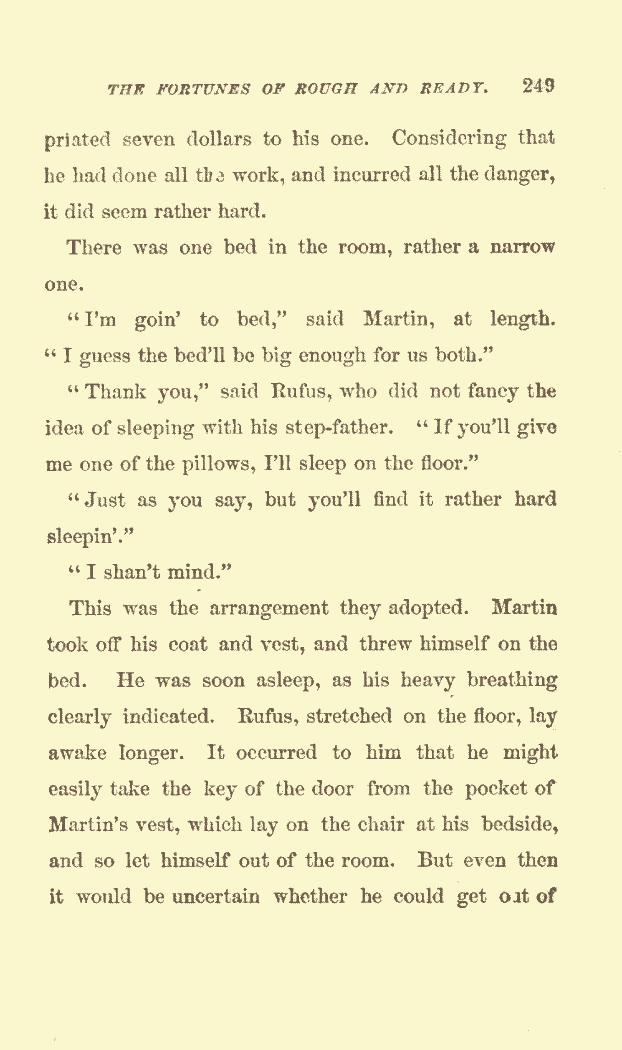 THE FORTUNES OF ROUGH AND READY. 249
priated seven dollars to his one. Considering that
he had done all the work, and incurred all the danger,
it did seem rather hard.
There was one bed in the room, rather a narrow
one.
"I'm goin' to bed," said Martin, at length.
"I guess the bed'll be big enough for us both."
"Thank you," said Rufus, who did not fancy the
idea of sleeping with his step-father. "If you'll give
me one of the pillows, I'll sleep on the floor."
"Just as you say, but you'll find it rather hard
sleepin'."
"I shan't mind."
This was the arrangement they adopted. Martin
took off his coat and vest, and threw himself on the
bed. He was soon asleep, as his heavy breathing
clearly indicated. Rufus, stretched on the floor, lay
awake longer. It occurred to him that he might
easily take the key of the door from the pocket of
Martin's vest, which lay on the chair at his bedside,
and so let himself out of the room. But even then
it would be uncertain whether he could get out of